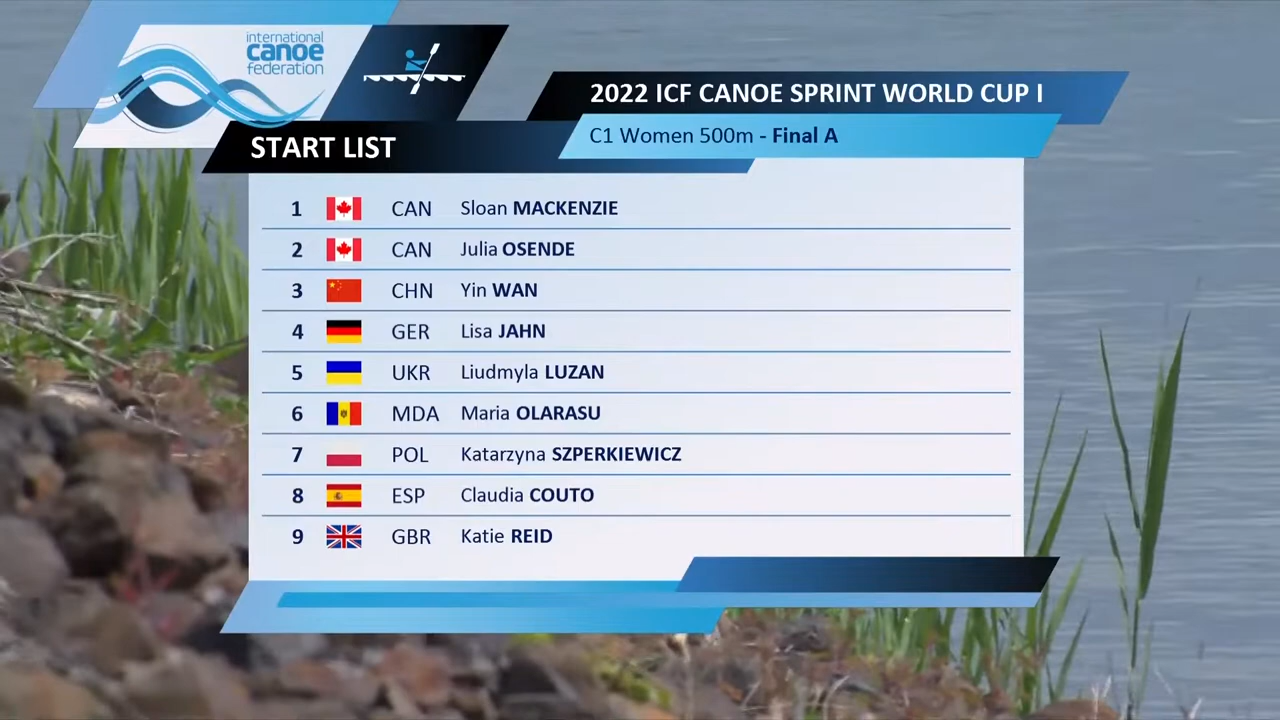 international
canoe
federation
2022 ICF CANOE SPRINT WORLD CUP I
C1 Women 500m - Final A
START LIST
1 CAN Sloan MACKENZIE
2 CAN Julia OSENDE
3 CHN Yin WAN
4 GER Lisa JAHN
5 UKR Liudmyla LUZAN
6 MDA Maria OLARASU
7 POL Katarzyna SZPERKIEWICZ
8 ESP Claudia COUTO
9 GBR Katie REID